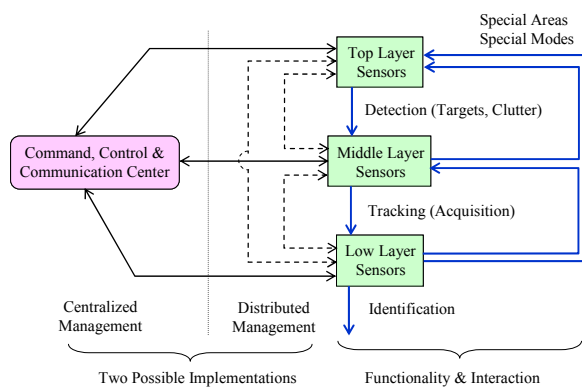 Special Areas
Special Modes
Top Layer
Sensors
Detection (Targets, Clutter)
Command, Control &
Communication Center
Middle Layer
Sensors
Tracking (Acquisition)
Low Layer
Sensors
Centralized
Management
Distributed
Management
Identification
Two Possible Implementations
Functionality & Interaction